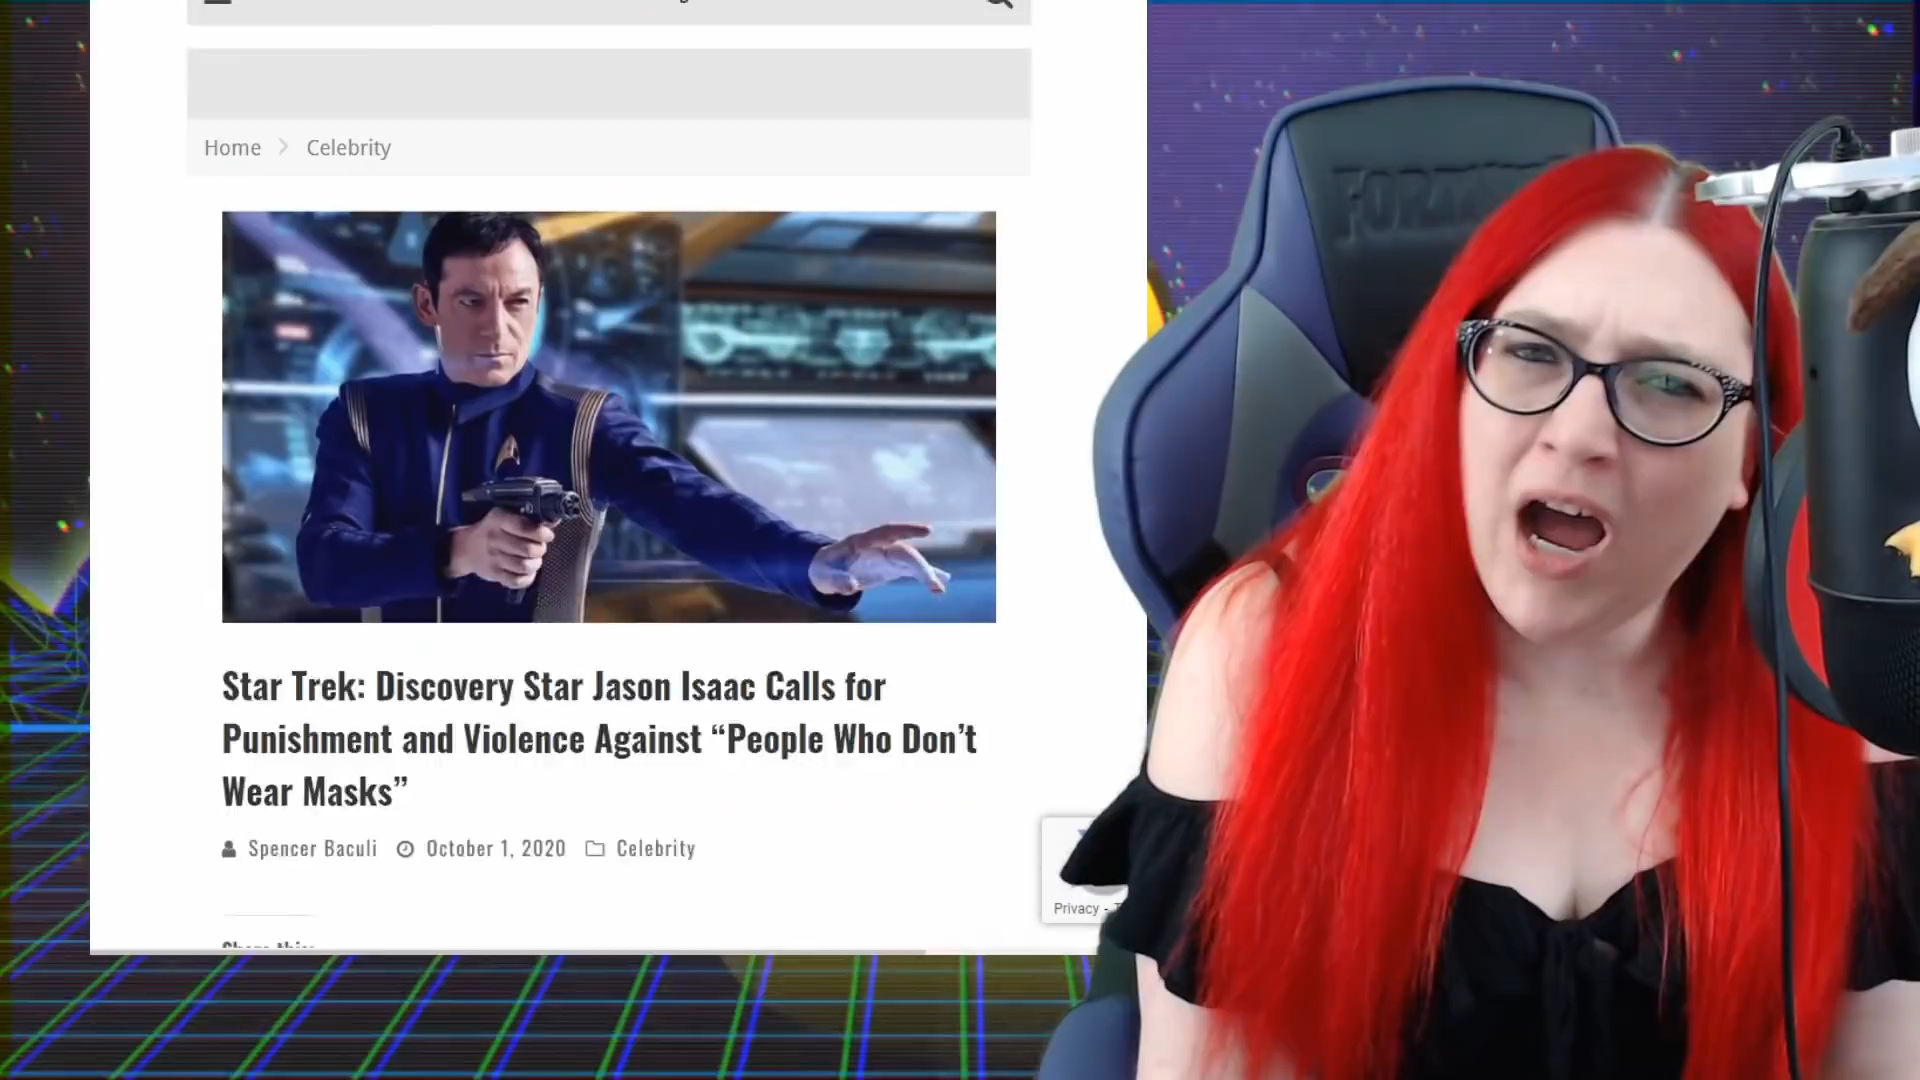 Home > Celebrity
Star Trek: Discovery Star Jason Isaac Calls for
Punishment and Violence Against “People Who Don’t
Wear Masks”
Spencer Baculi October 1, 2020 Celebrity
Privacy -